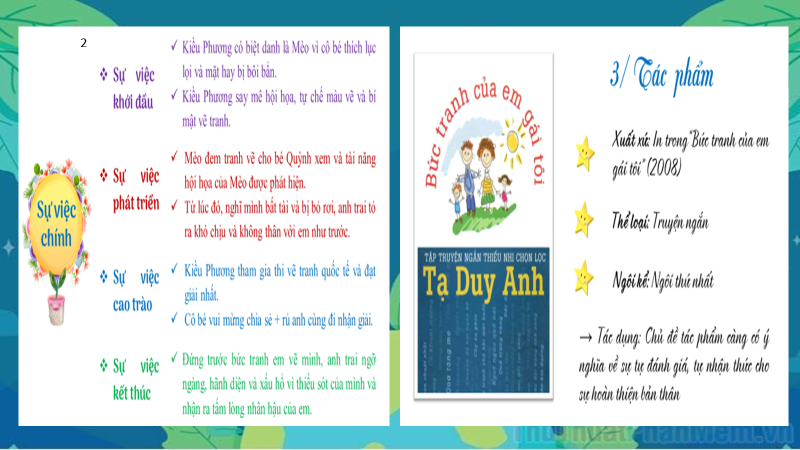 2
Sự việc
chính
❖ Sự việc
khởi đầu
✓ Kiều Phương có biệt danh là Mèo vì cô bé thích lục
lọi và mặt hay bị bôi bẩn.
✓ Kiều Phương say mê hội họa, tự chế màu vẽ và bí
mật vẽ tranh.
❖ Sự việc
phát triển
✓ Mèo đem tranh vẽ cho bé Quỳnh xem và tài năng
hội họa của Mèo được phát hiện.
✓ Từ lúc đó, nghĩ mình bất tài và bị bỏ rơi, anh trai tỏ
ra khó chịu và không thân với em như trước.
❖ Sự việc
cao trào
✓ Kiều Phương tham gia thi vẽ tranh quốc tế và đạt
giải nhất.
✓ Cô bé vui mừng chia sẻ + rủ anh cùng đi nhận giải.
❖ Sự việc
kết thúc
✓ Đứng trước bức tranh em vẽ mình, anh trai ngỡ
ngàng, hãnh diện và xấu hổ vì thiếu sót của mình và
nhận ra tấm lòng nhân hậu của em.
Bức tranh của em gái tôi
TẬP TRUYỆN NGẮN THIẾU NHI CHỌN LỌC
Tạ Duy Anh
3/ Tác phẩm
Xuất xứ: In trong "Bức tranh của em
gái tôi" (2008)
Thể loại: Truyện ngắn
Ngôi kể: Ngôi thứ nhất
→ Tác dụng: Chủ đề tác phẩm càng có ý
nghĩa về sự tự đánh giá, tự nhận thức cho
sự hoàn thiện bản thân
ThuThuatPhanMem.vn